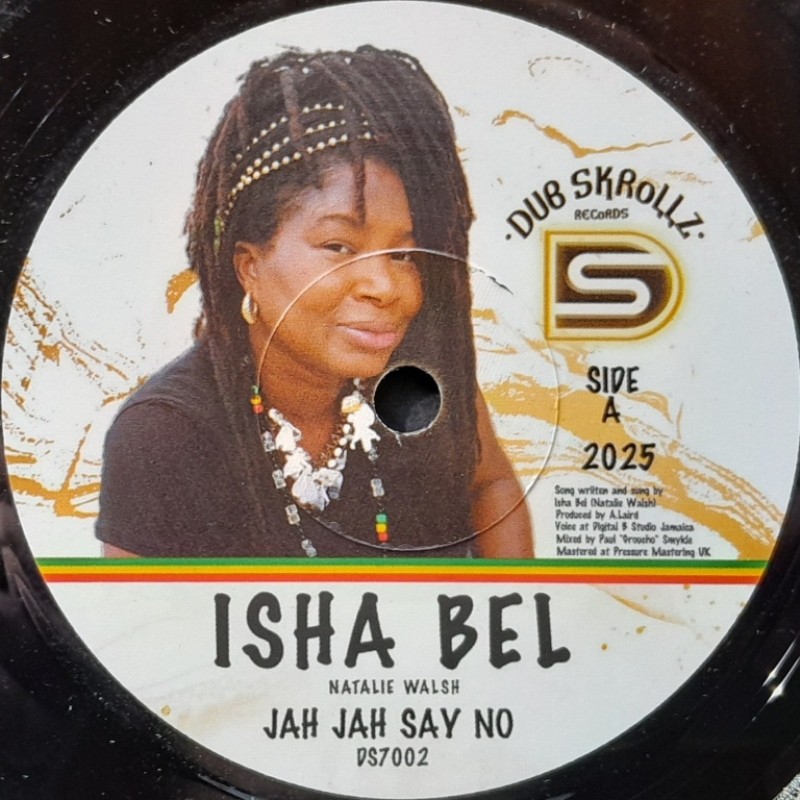 ·DUB SKROLLZ·
RECORDS
DS
SIDE
A
2025
Song written and sung by
Isha Bel (Natalie Walsh)
Produced by A.Laird
Voice at Digital B Studio Jamaica
Mixed by Paul "Groucho" Smykle
Mastered at Pressure Mastering UK
ISHA BEL
NATALIE WALSH
JAH JAH SAY NO
DS7002